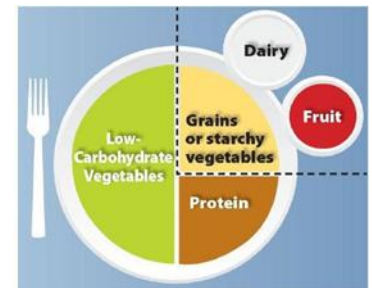 Dairy
Fruit
Grains
or starchy
vegetables
Low-
Carbohydrate
Vegetables
Protein